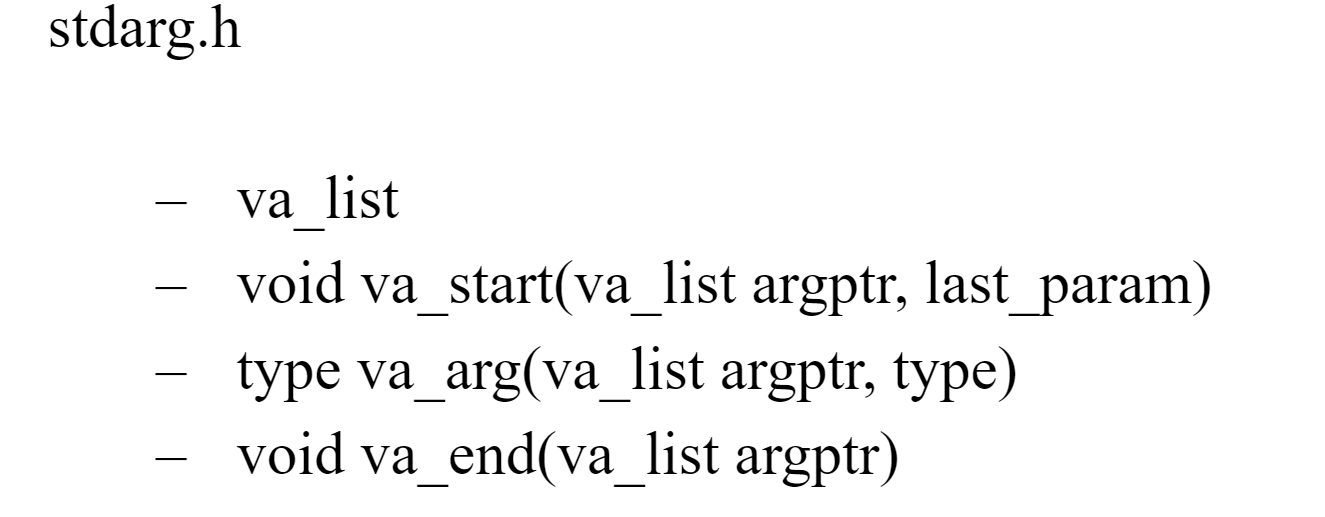 stdarg.h
– va_list
– void va_start(va_list argptr, last_param)
– type va_arg(va_list argptr, type)
– void va_end(va_list argptr)